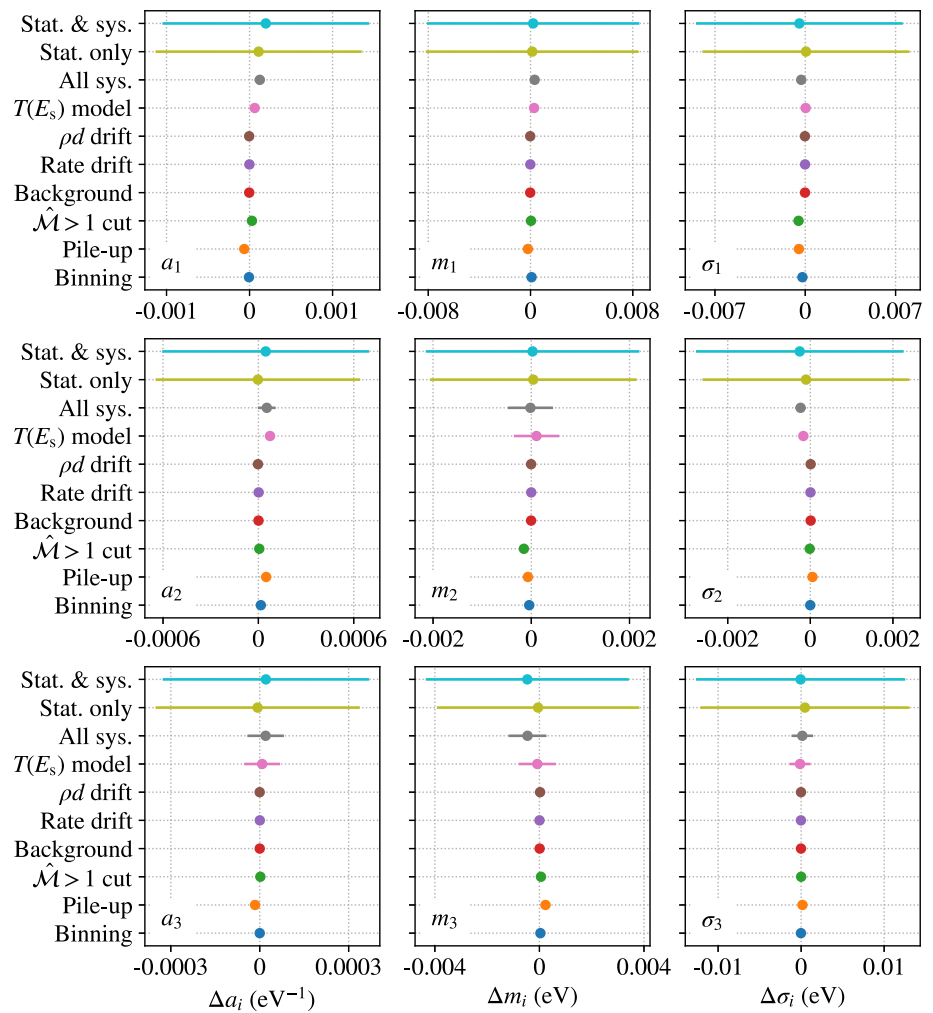 Stat. & sys.
Stat. only
All sys.
T(Eₛ) model
ρd drift
Rate drift
Background
ℳ̂ > 1 cut
Pile-up
Binning
a₁
m₁
σ₁
-0.001 0 0.001
-0.008 0 0.008
-0.007 0 0.007
Stat. & sys.
Stat. only
All sys.
T(Eₛ) model
ρd drift
Rate drift
Background
ℳ̂ > 1 cut
Pile-up
Binning
a₂
m₂
σ₂
-0.00006 0 0.00006
-0.002 0 0.002
-0.002 0 0.002
Stat. & sys.
Stat. only
All sys.
T(Eₛ) model
ρd drift
Rate drift
Background
ℳ̂ > 1 cut
Pile-up
Binning
a₃
m₃
σ₃
-0.0003 0 0.0003
-0.004 0 0.004
-0.01 0 0.01
Δaᵢ (eV⁻¹)
Δmᵢ (eV)
Δσᵢ (eV)